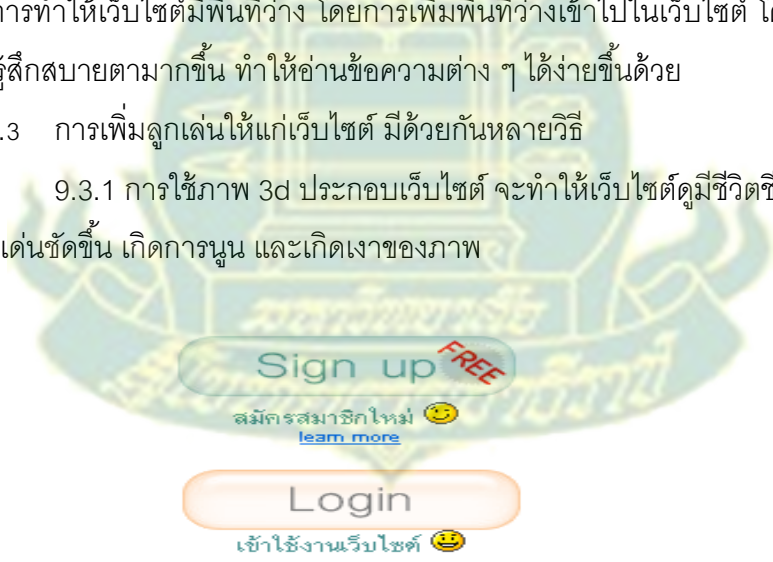 การทำให้เว็บไซต์มีพื้นที่ว่าง โดยการเพิ่มพื้นที่ว่างเข้าไปในเว็บไซต์
รู้สึกสบายตามากขึ้น ทำให้อ่านข้อความต่าง ๆ ได้ง่ายขึ้นด้วย
.3 การเพิ่มลูกเล่นให้แก่เว็บไซต์ มีด้วยกันหลายวิธี
9.3.1 การใช้ภาพ 3d ประกอบเว็บไซต์ จะทำให้เว็บไซต์ดูมีชีวิตชี
เด่นชัดขึ้น เกิดการนูน และเกิดเงาของภาพ
Sign up FREE
สมัครสมาชิกใหม่
learn more
Login
เข้าใช้งานเว็บไซต์